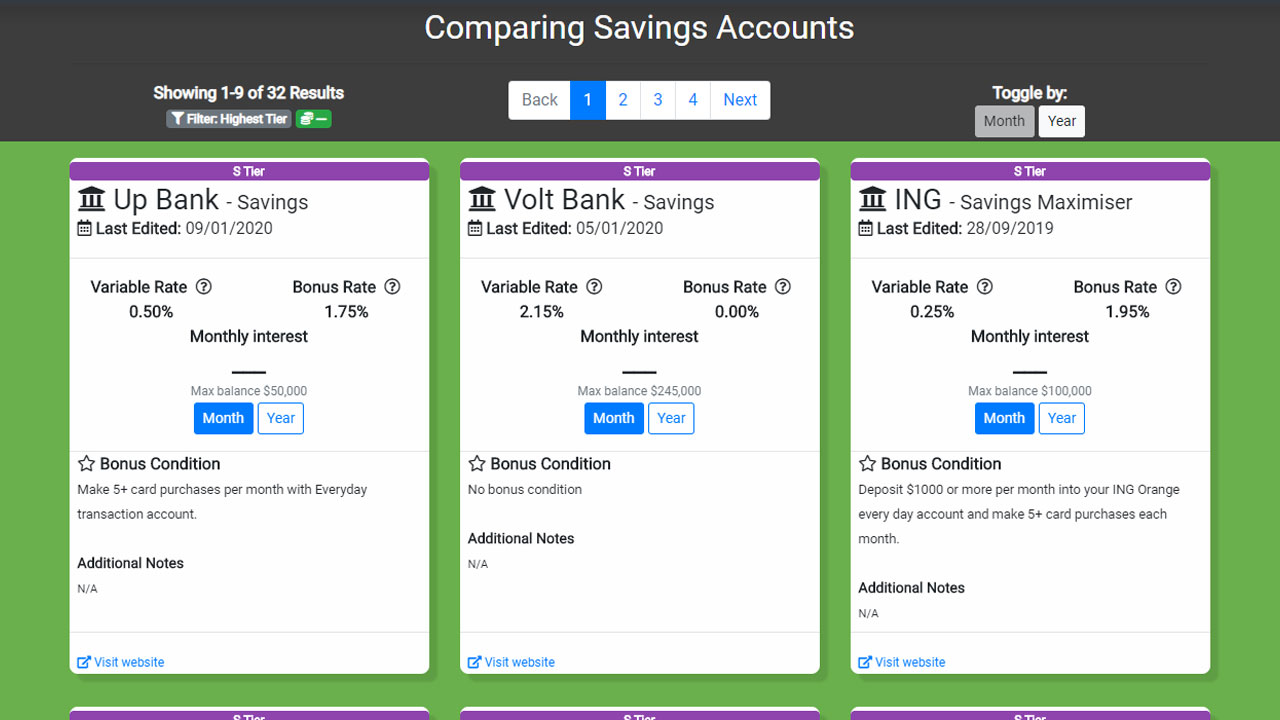 Comparing Savings Accounts
Showing 1-9 of 32 Results
Filter: Highest Tier
Back 1 2 3 4 Next
Toggle by:
Month Year
S Tier
Up Bank - Savings
Last Edited: 09/01/2020
Variable Rate Bonus Rate
0.50% 1.75%
Monthly interest
Max balance $50,000
Month Year
Bonus Condition
Make 5+ card purchases per month with Everyday
transaction account.
Additional Notes
N/A
Visit website
S Tier
Volt Bank - Savings
Last Edited: 05/01/2020
Variable Rate Bonus Rate
2.15% 0.00%
Monthly interest
Max balance $245,000
Month Year
Bonus Condition
No bonus condition
Additional Notes
N/A
Visit website
S Tier
ING - Savings Maximiser
Last Edited: 28/09/2019
Variable Rate Bonus Rate
0.25% 1.95%
Monthly interest
Max balance $100,000
Month Year
Bonus Condition
Deposit $1000 or more per month into your ING Orange
every day account and make 5+ card purchases each
month.
Additional Notes
N/A
Visit website
S Tier
S Tier
S Tier